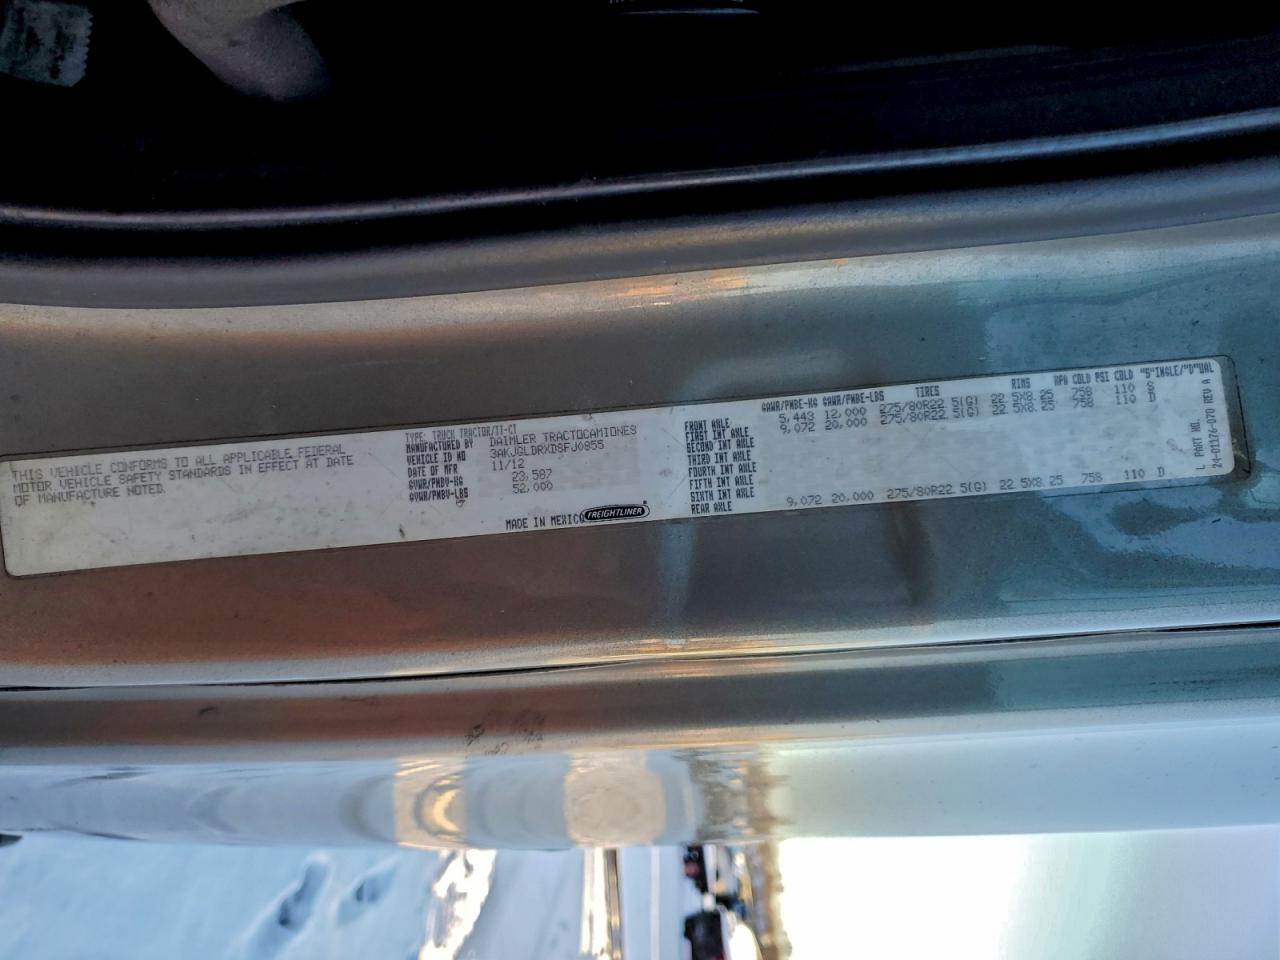 THIS VEHICLE CONFORMS TO ALL APPLICABLE FEDERAL
MOTOR VEHICLE SAFETY STANDARDS IN EFFECT AT DATE
OF MANUFACTURE NOTED.
TYPE: TRUCK TRACTOR/TT-CT
MANUFACTURED BY DAIMLER TRACTOCAMIONES
VEHICLE ID NO 3AKJGLDRXDSFJ0855
DATE OF MFR 11/12
GVWR/PNBV-KG 23,587
GVWR/PNBV-LBS 52,000
MADE IN MEXICO FREIGHTLINER
GAWR/PNBE-KG GAWR/PNBE-LBS TIRES RIMS KPA COLD PSI COLD "S"INGLE/"D"UAL
FRONT AXLE 5,443 12,000 275/80R22.5(G) 22.5X8.25 758 110 S
FIRST INT AXLE 9,072 20,000 275/80R22.5(G) 22.5X8.25 758 110 D
SECOND INT AXLE
THIRD INT AXLE
FOURTH INT AXLE
FIFTH INT AXLE
SIXTH INT AXLE
REAR AXLE 9,072 20,000 275/80R22.5(G) 22.5X8.25 758 110 D
L PART NO.
24-01176-070 REV A